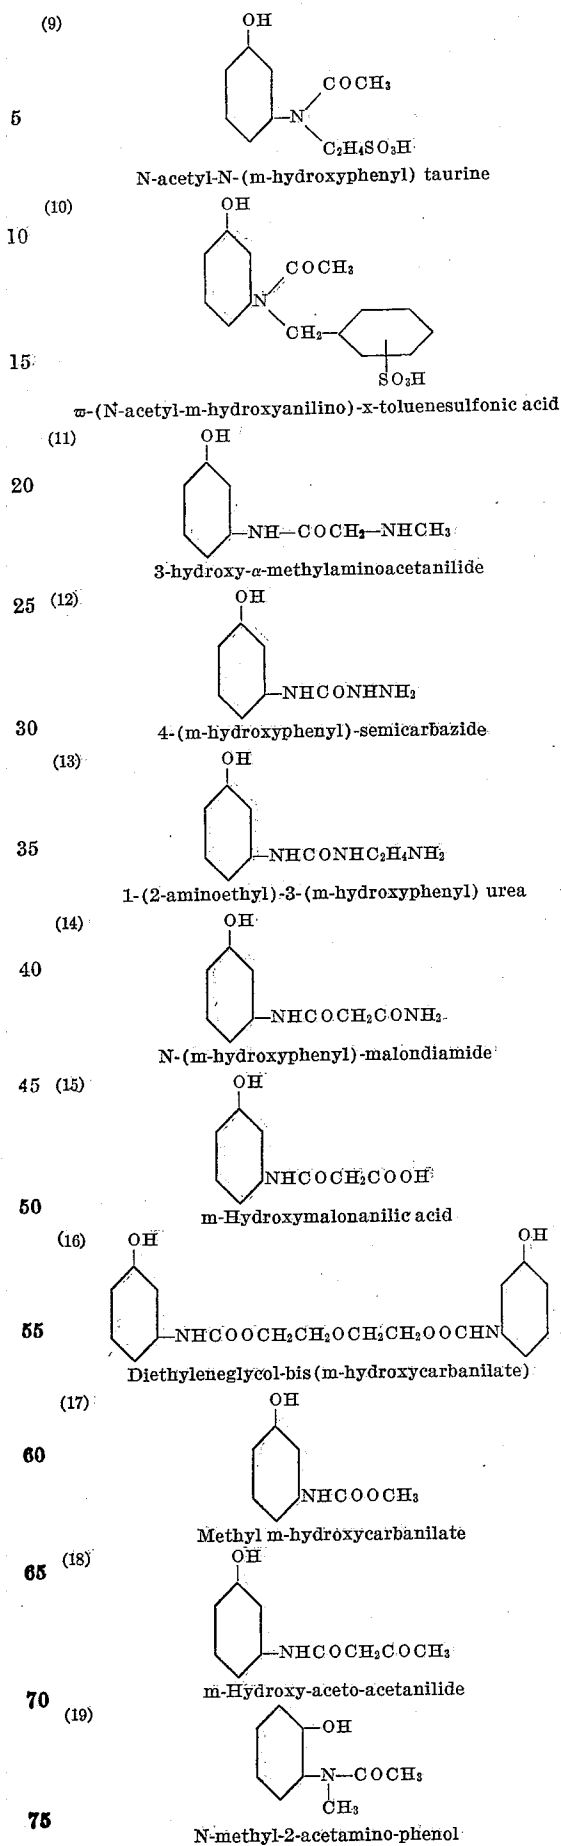 (9)
OH
COCH₃
5
N
C₂H₄SO₃H
N-acetyl-N-(m-hydroxyphenyl) taurine
(10)
OH
10
COCH₃
N
CH₂
15
SO₃H
ϖ-(N-acetyl-m-hydroxyanilino)-x-toluenesulfonic acid
(11)
OH
20
NH—COCH₂—NHCH₃
3-hydroxy-α-methylaminoacetanilide
25 (12)
OH
NHCONHNH₂
30
4-(m-hydroxyphenyl)-semicarbazide
(13)
OH
35
NHCONHC₂H₄NH₂
1-(2-aminoethyl)-3-(m-hydroxyphenyl) urea
(14)
OH
40
NHCOCH₂CONH₂
N-(m-hydroxyphenyl)-malondiamide
45 (15)
OH
NHCOCH₂COOH
50
m-Hydroxymalonanilic acid
(16)
OH OH
55
NHCOOCH₂CH₂OCH₂CH₂OOCHN
Diethyleneglycol-bis(m-hydroxycarbanilate)
(17)
OH
60
NHCOOCH₃
Methyl m-hydroxycarbanilate
65 (18)
OH
NHCOCH₂COCH₃
m-Hydroxy-aceto-acetanilide
70 (19)
OH
N—COCH₃
CH₃
75
N-methyl-2-acetamino-phenol